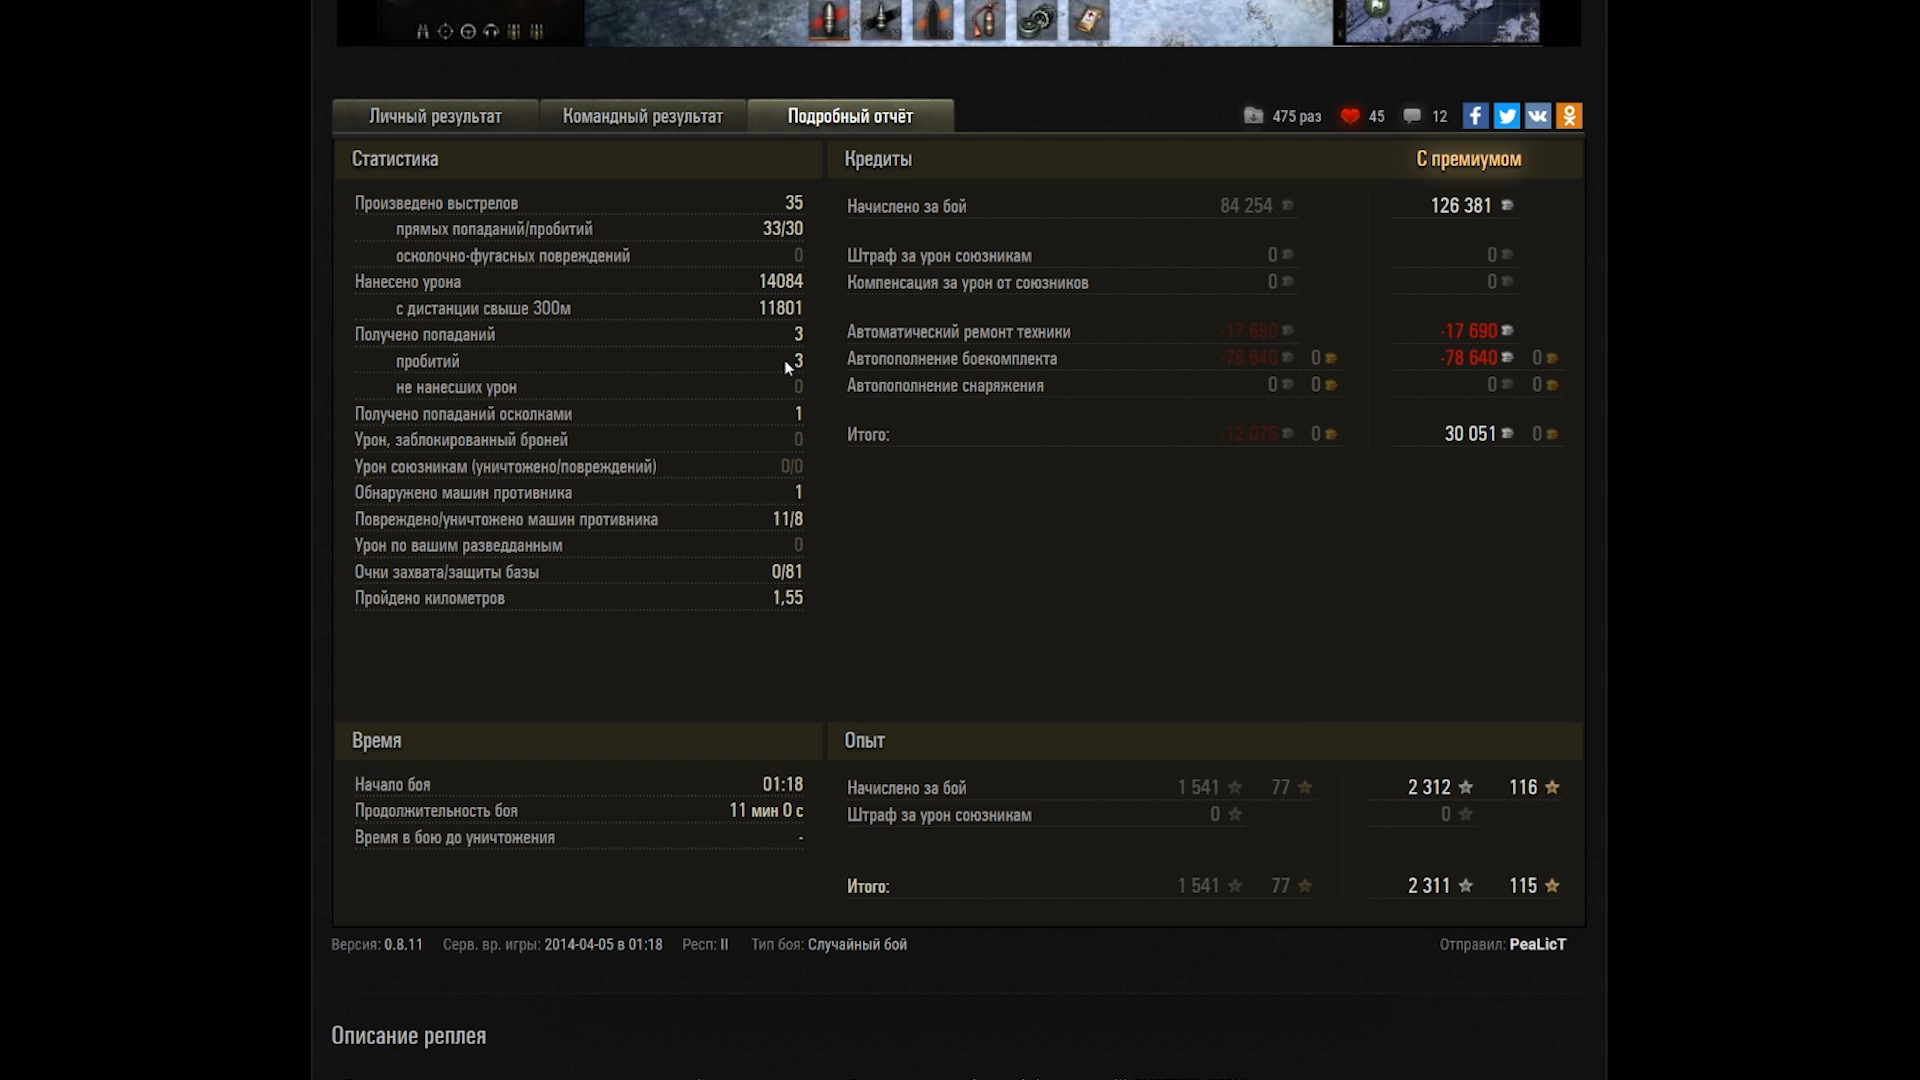 Личный результат Командный результат Подробный отчёт 475 раз 45 12
Статистика
Произведено выстрелов 35
прямых попаданий/пробитий 33/30
осколочно-фугасных повреждений 0
Нанесено урона 14084
с дистанции свыше 300м 11801
Получено попаданий 3
пробитий 3
не нанесших урон 0
Получено попаданий осколками 1
Урон, заблокированный броней 0
Урон союзникам (уничтожено/повреждений) 0/0
Обнаружено машин противника 1
Повреждено/уничтожено машин противника 11/8
Урон по вашим разведданным 0
Очки захвата/защиты базы 0/81
Пройдено километров 1,55
Кредиты С премиумом
Начислено за бой 84 254 126 381
Штраф за урон союзникам 0 0
Компенсация за урон от союзников 0 0
Автоматический ремонт техники -17 690 -17 690
Автопополнение боекомплекта -78 640 0 -78 640 0
Автопополнение снаряжения 0 0 0 0
Итого: -12 076 0 30 051 0
Время
Начало боя 01:18
Продолжительность боя 11 мин 0 с
Время в бою до уничтожения -
Опыт
Начислено за бой 1 541 77 2 312 116
Штраф за урон союзникам 0 0
Итого: 1 541 77 2 311 115
Версия: 0.8.11 Серв. вр. игры: 2014-04-05 в 01:18 Респ: II Тип боя: Случайный бой Отправил: PeaLicT
Описание реплея